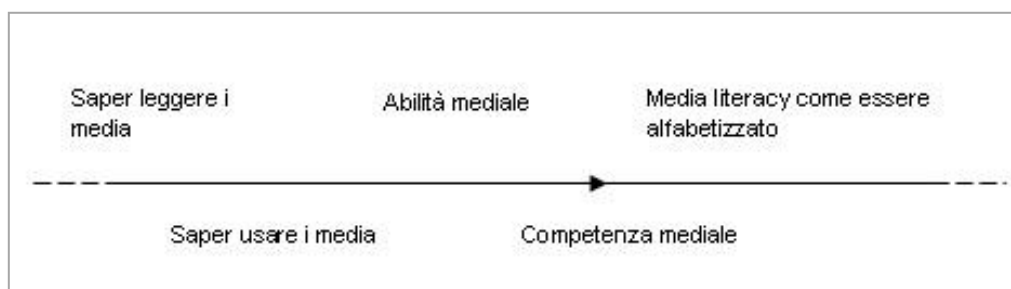 Saper leggere i
media
Abilità mediale
Media literacy come essere
alfabetizzato
Saper usare i media
Competenza mediale